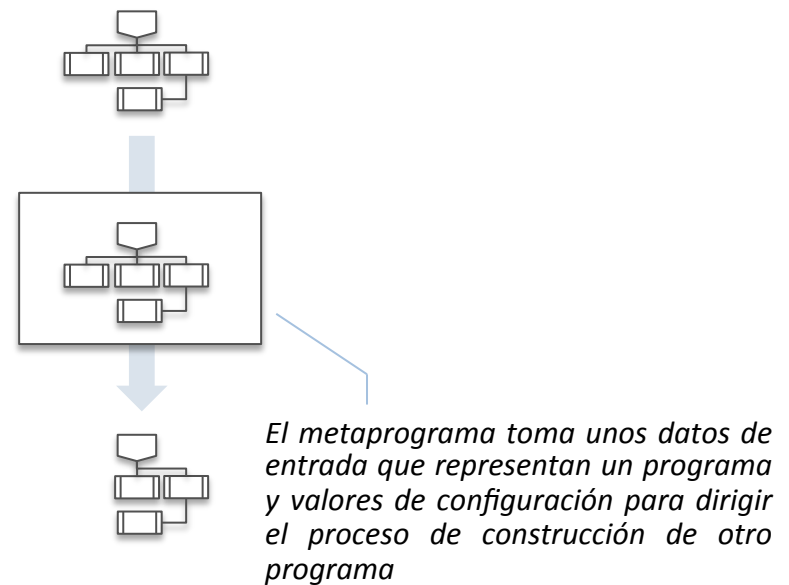 El metaprograma toma unos datos de
entrada que representan un programa
y valores de configuración para dirigir
el proceso de construcción de otro
programa